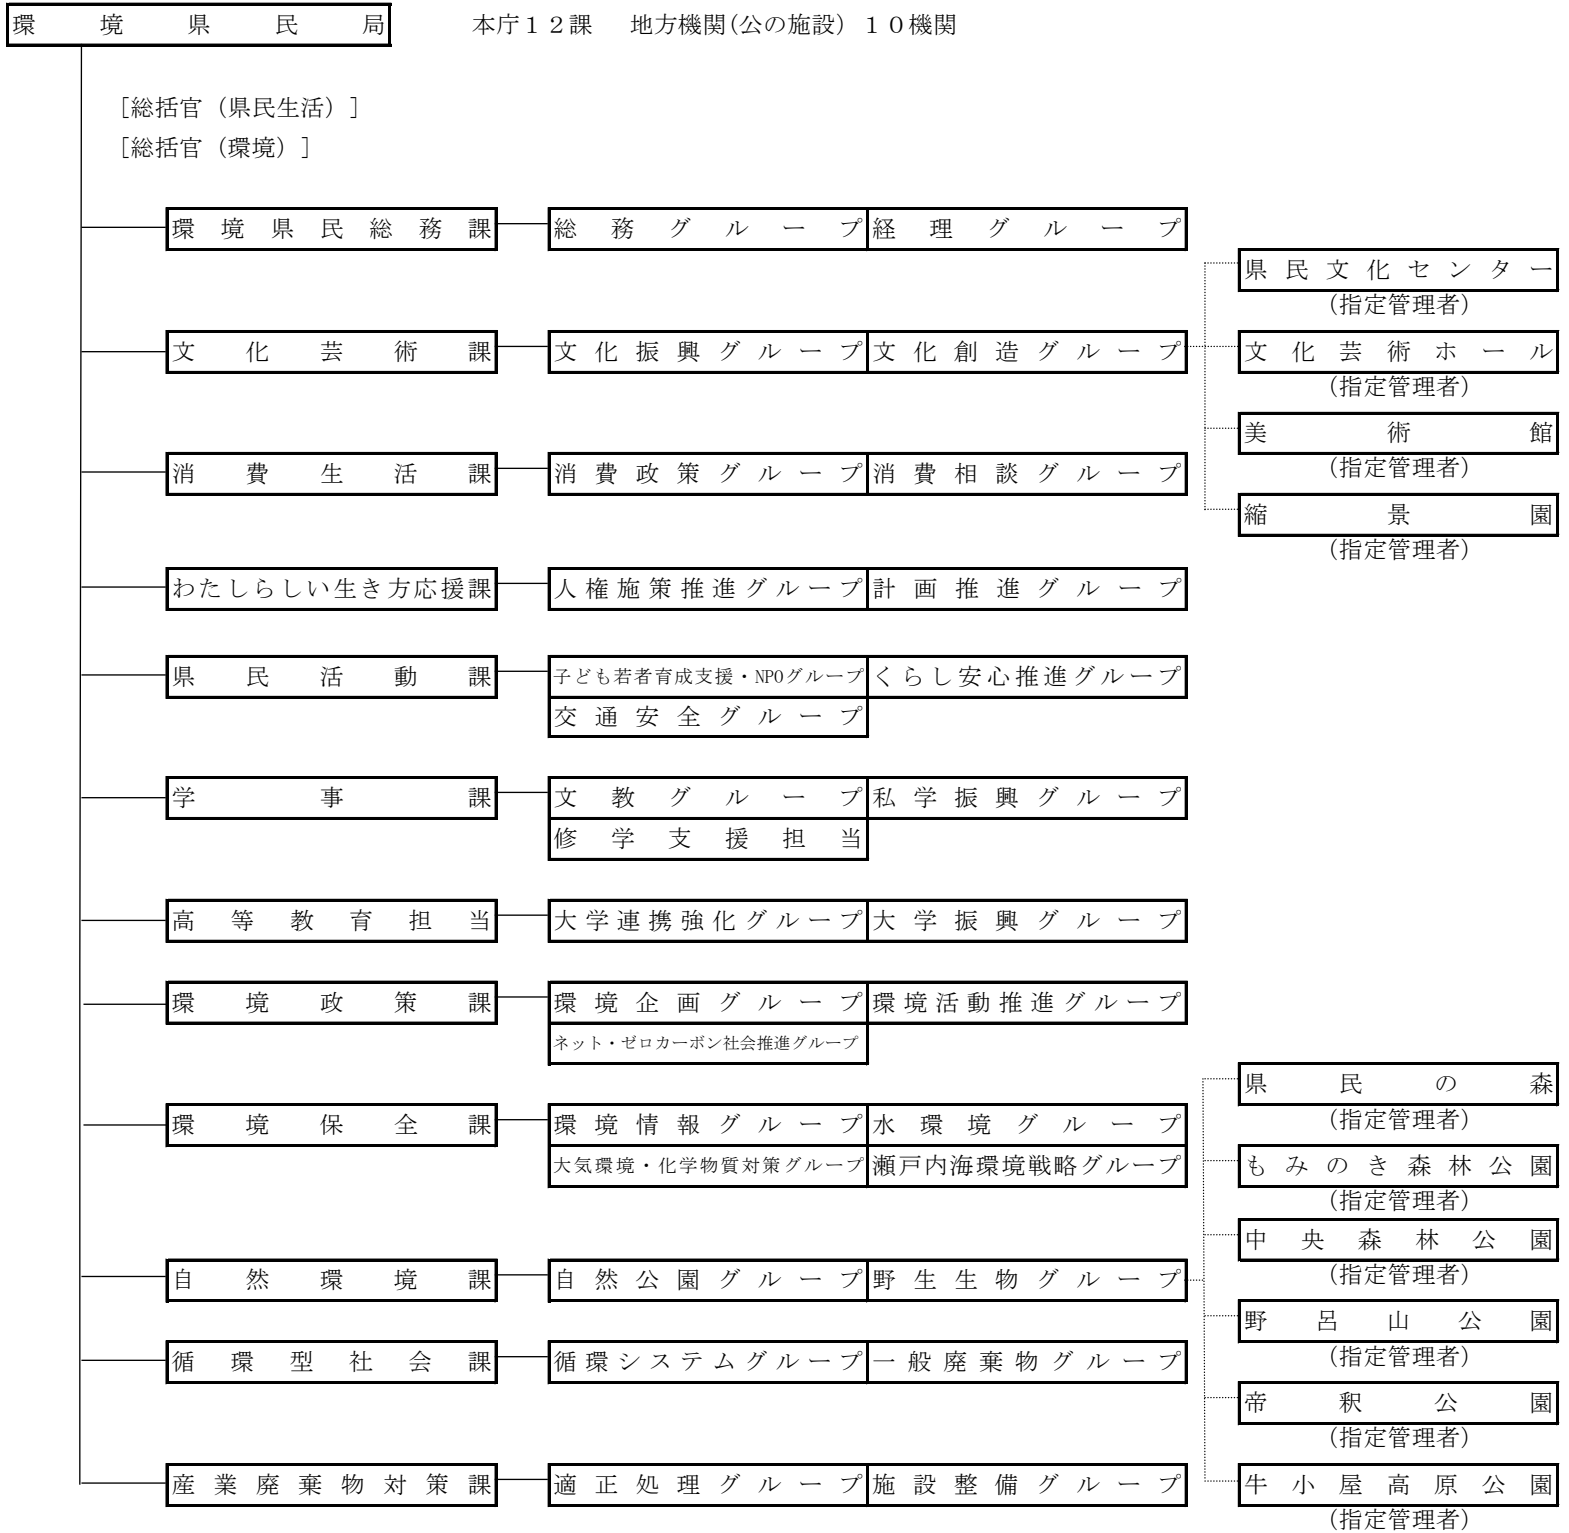 環境県民局 本庁１２課 地方機関(公の施設) １０機関
［総括官（県民生活）］
［総括官（環境）］
環境県民総務課 総務グループ 経理グループ
県民文化センター
（指定管理者）
文化芸術課 文化振興グループ 文化創造グループ 文化芸術ホール
（指定管理者）
美術館
（指定管理者）
消費生活課 消費政策グループ 消費相談グループ
縮景園
（指定管理者）
わたしらしい生き方応援課 人権施策推進グループ 計画推進グループ
県民活動課 子ども若者育成支援・NPOグループ くらし安心推進グループ
交通安全グループ
学事課 文教グループ 私学振興グループ
修学支援担当
高等教育担当 大学連携強化グループ 大学振興グループ
環境政策課 環境企画グループ 環境活動推進グループ
ネット・ゼロカーボン社会推進グループ
県民の森
（指定管理者）
環境保全課 環境情報グループ 水環境グループ
大気環境・化学物質対策グループ 瀬戸内海環境戦略グループ もみのき森林公園
（指定管理者）
中央森林公園
（指定管理者）
自然環境課 自然公園グループ 野生生物グループ
野呂山公園
（指定管理者）
循環型社会課 循環システムグループ 一般廃棄物グループ
帝釈公園
（指定管理者）
産業廃棄物対策課 適正処理グループ 施設整備グループ 牛小屋高原公園
（指定管理者）